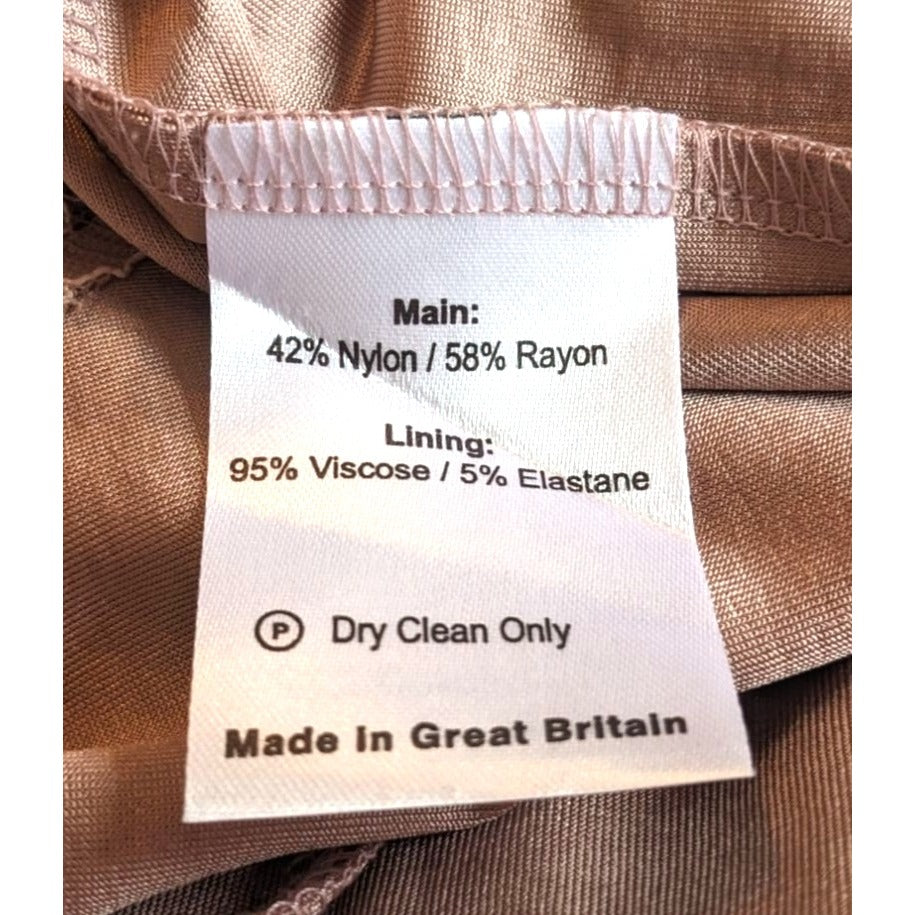 Main:
42% Nylon / 58% Rayon
Lining:
95% Viscose / 5% Elastane
P Dry Clean Only
Made In Great Britain